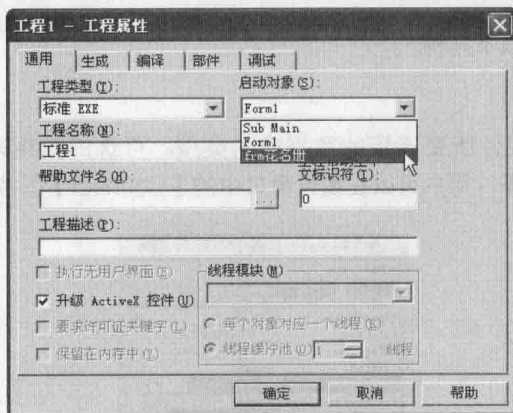 工程1 - 工程属性
通用 生成 编译 部件 调试
工程类型(T):
启动对象(S):
标准 EXE
Form1
工程名称(N):
Sub Main
Form1
frm花名册
工程1
帮助文件名(H):
文标识符(I):
...
0
工程描述(P):
执行无用户界面(E)
线程模块(M)
升级 ActiveX 控件(U)
要求许可证关键字(L)
每个对象对应一个线程(R)
保留在内存中(Y)
线程缓冲池(O) 1 线程
确定 取消 帮助